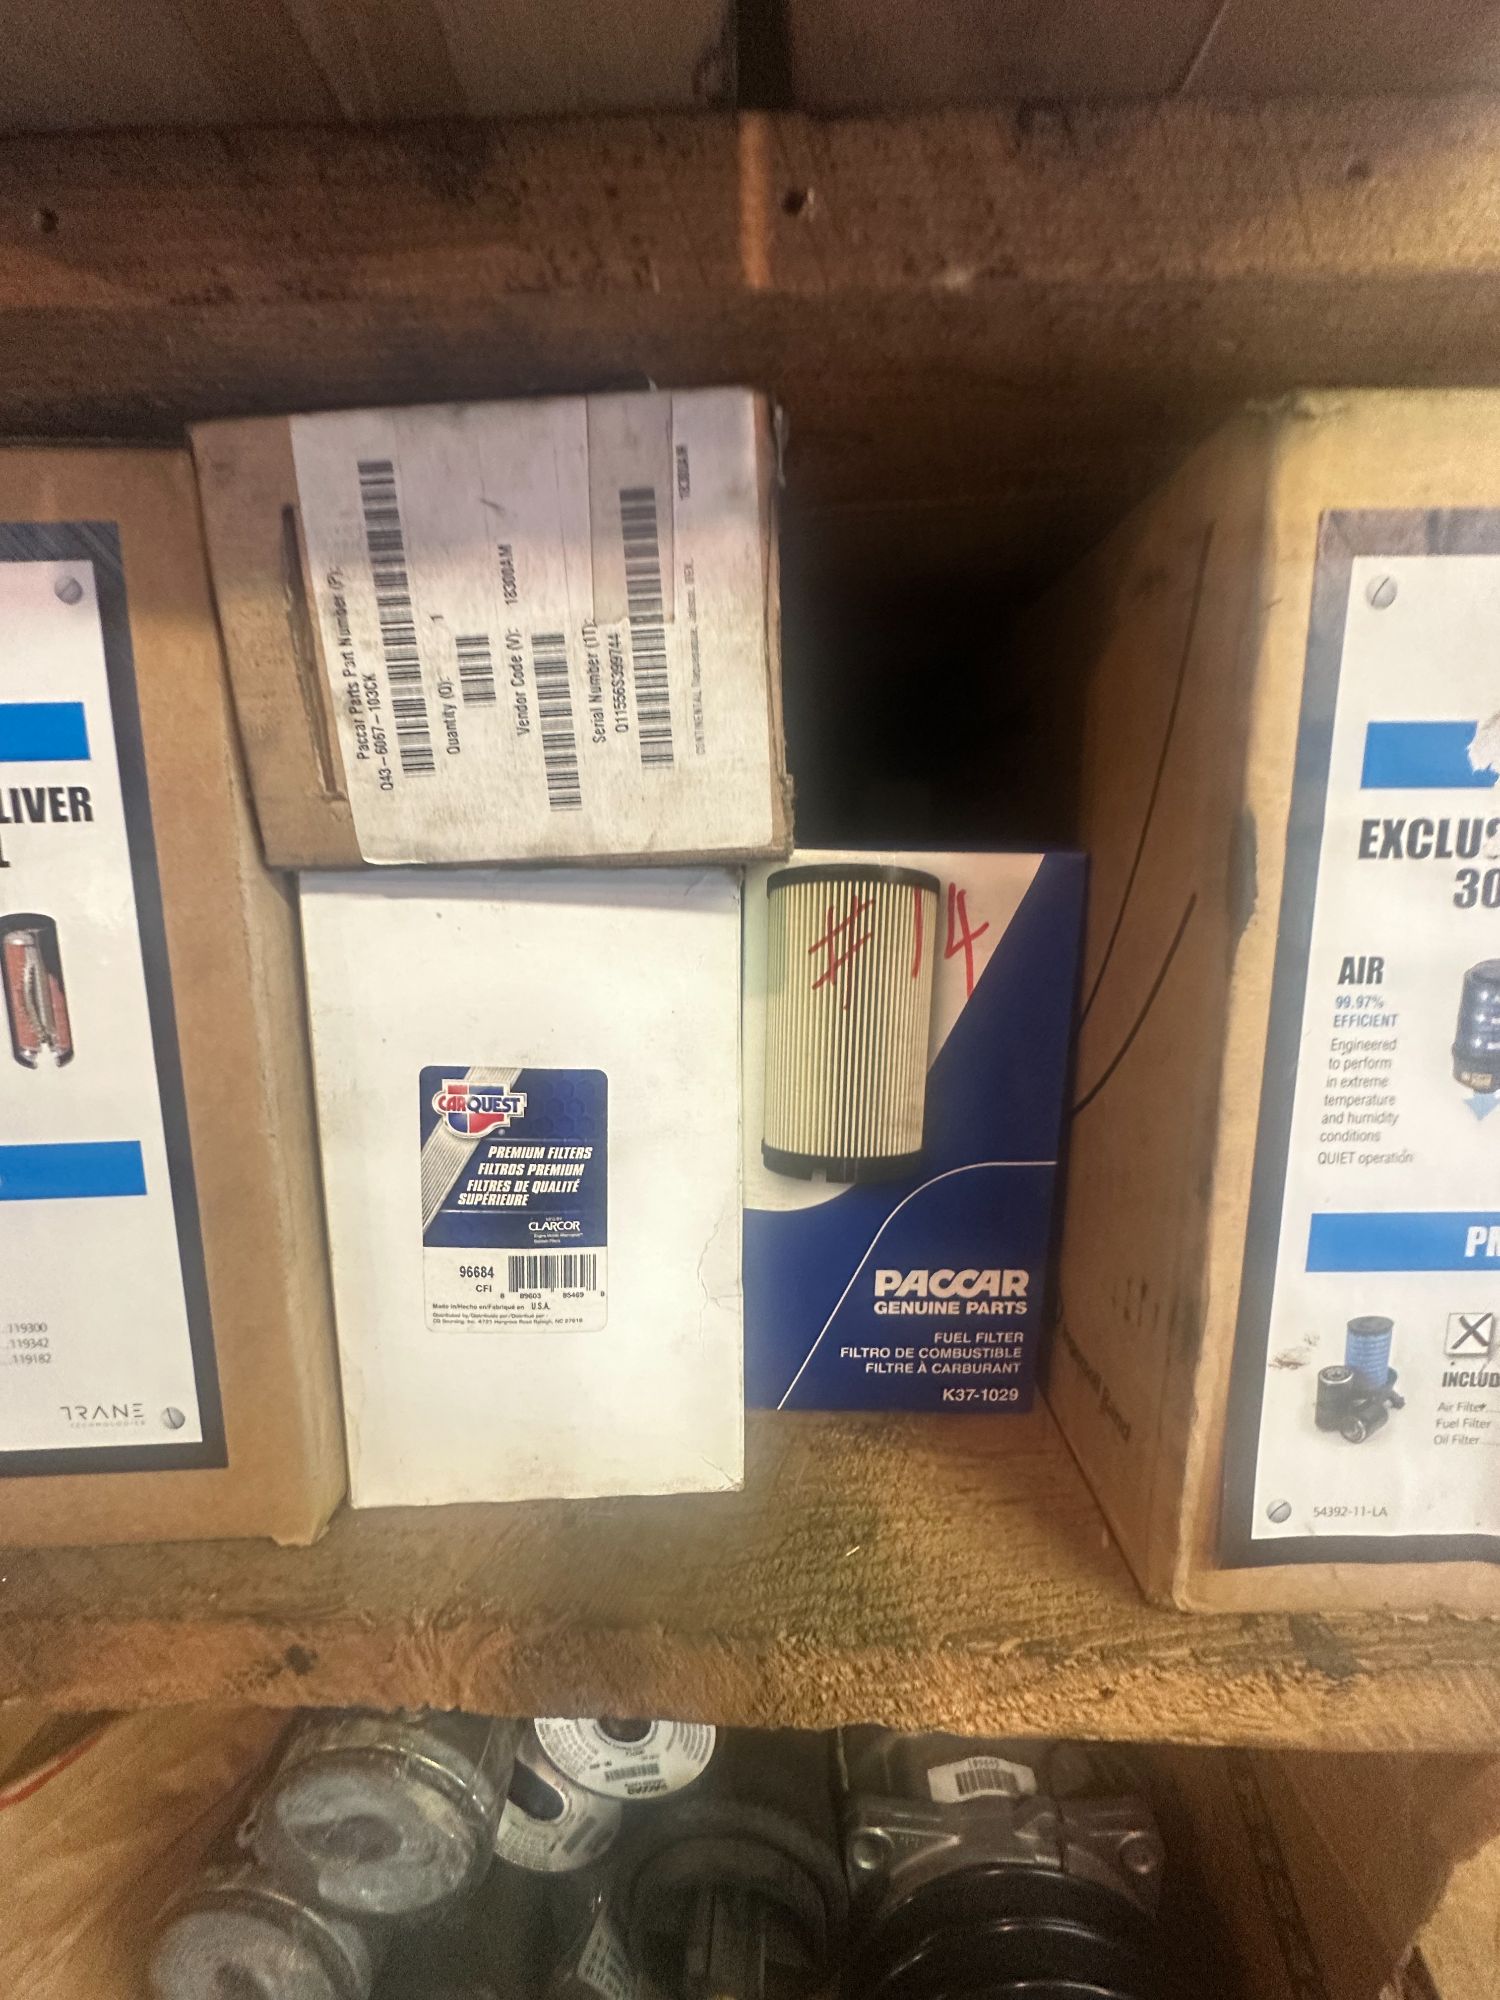 Paccar Parts Part Number (P):
043-6067-103CK
Quantity (Q): 1
Vendor Code (V): 18300AM
Serial Number (1T):
Q11556S399744
18300AM
LIVER
L
119300
119342
119182
TRANE
TECHNOLOGIES
CARQUEST
PREMIUM FILTERS
FILTROS PREMIUM
FILTRES DE QUALITÉ
SUPÉRIEURE
CLARCOR
96684
CFI
Made in/Hecho en/Fabriqué en U.S.A.
#14
PACCAR
GENUINE PARTS
FUEL FILTER
FILTRO DE COMBUSTIBLE
FILTRE À CARBURANT
K37-1029
EXCLUS
30
AIR
99.97%
EFFICIENT
Engineered
to perform
in extreme
temperature
and humidity
conditions
QUIET operation
INCLUD
Air Filter
Fuel Filter
Oil Filter
54392-11-LA
PACCAR